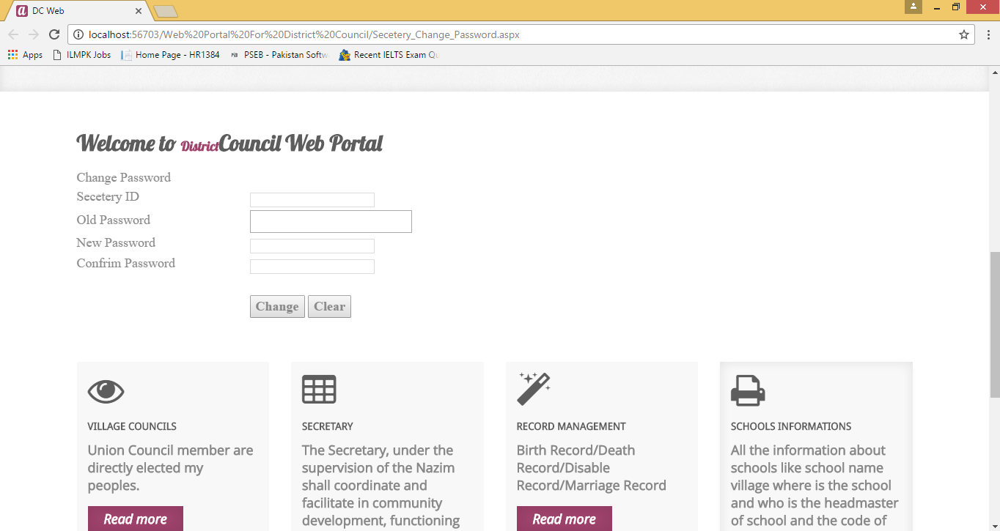 DC Web
localhost:56703/Web%20Portal%20For%20District%20Council/Secetery_Change_Password.aspx
Apps ILMPK Jobs Home Page - HR1384 PSEB - Pakistan Softw Recent IELTS Exam Qu
Welcome to DistrictCouncil Web Portal
Change Password
Secetery ID
Old Password
New Password
Confrim Password
Change Clear
VILLAGE COUNCILS
Union Council member are
directly elected my
peoples.
Read more
SECRETARY
The Secretary, under the
supervision of the Nazim
shall coordinate and
facilitate in community
development, functioning
RECORD MANAGEMENT
Birth Record/Death
Record/Disable
Record/Marriage Record
Read more
SCHOOLS INFORMATIONS
All the information about
schools like school name
village where is the school
and who is the headmaster
of school and the code of